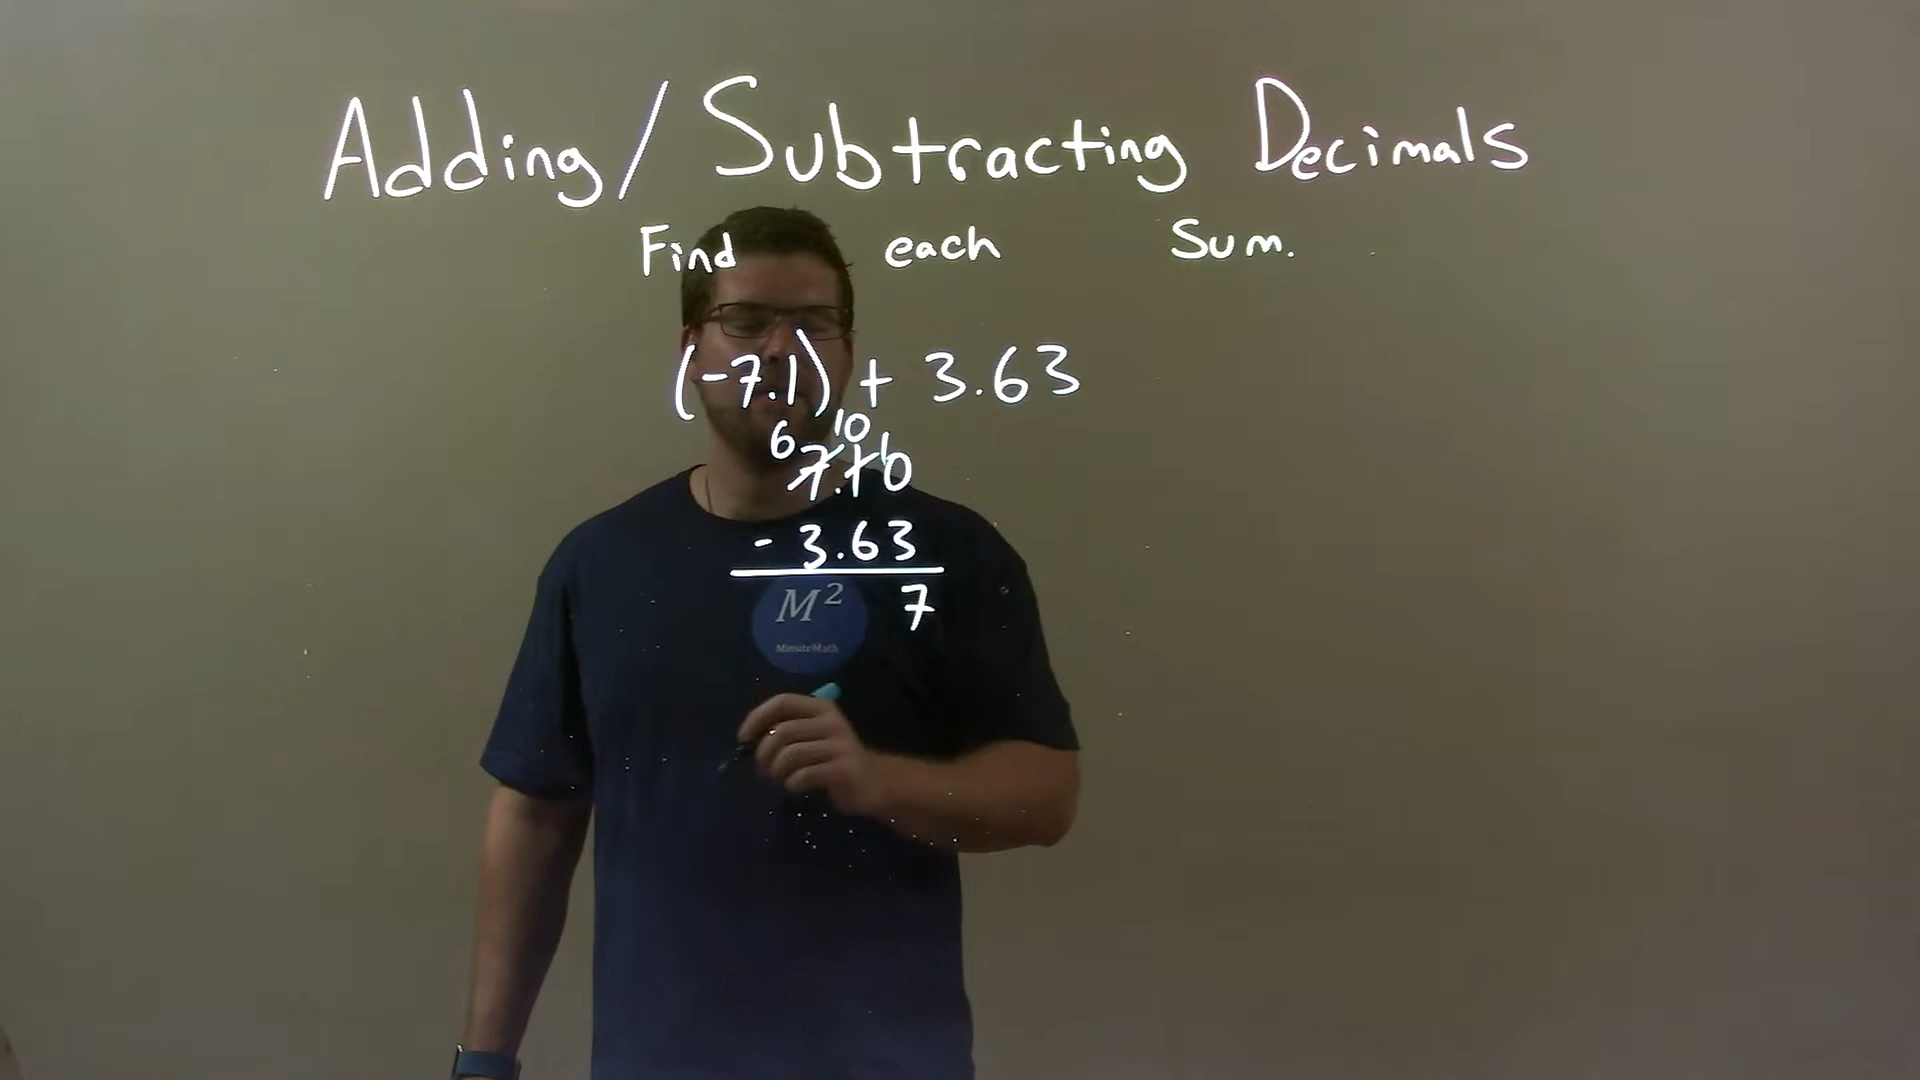 Adding/Subtracting Decimals
Find each Sum.
(-7.1) + 3.63
6 10 1
7.10
- 3.63
7
M²
MinuteMath